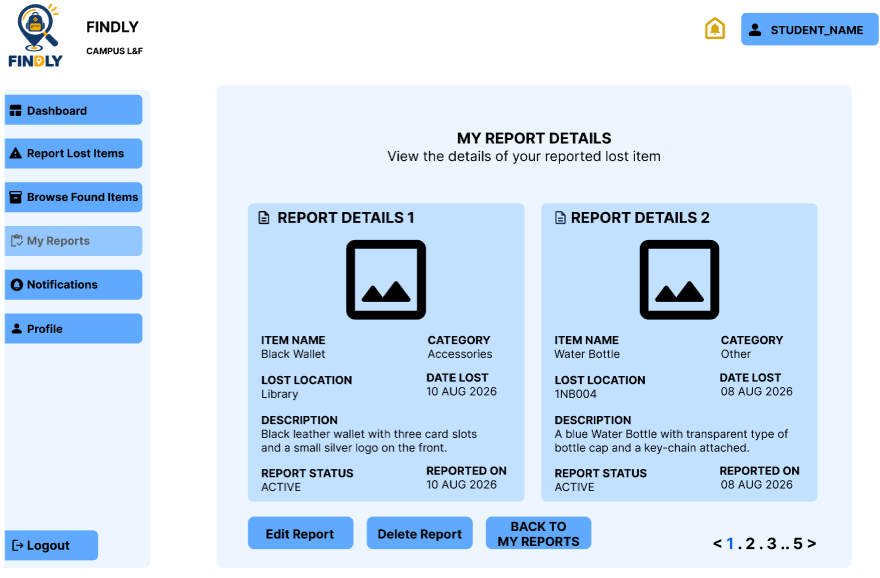 FINDLY
FINDLY
CAMPUS L&F
STUDENT_NAME
Dashboard
Report Lost Items
Browse Found Items
My Reports
Notifications
Profile
Logout
MY REPORT DETAILS
View the details of your reported lost item
REPORT DETAILS 1
ITEM NAME
Black Wallet
CATEGORY
Accessories
LOST LOCATION
Library
DATE LOST
10 AUG 2026
DESCRIPTION
Black leather wallet with three card slots
and a small silver logo on the front.
REPORT STATUS
ACTIVE
REPORTED ON
10 AUG 2026
REPORT DETAILS 2
ITEM NAME
Water Bottle
CATEGORY
Other
LOST LOCATION
1NB004
DATE LOST
08 AUG 2026
DESCRIPTION
A blue Water Bottle with transparent type of
bottle cap and a key-chain attached.
REPORT STATUS
ACTIVE
REPORTED ON
08 AUG 2026
Edit Report
Delete Report
BACK TO
MY REPORTS
< 1 . 2 . 3 .. 5 >